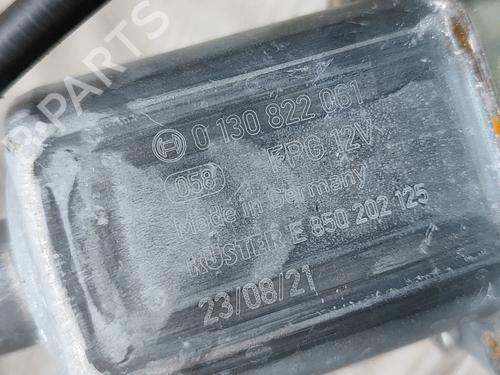 0 130 822 061
058 FPG 12V
Made in Germany
KÜSTER E 850 202 125
23/08/21
PARTS